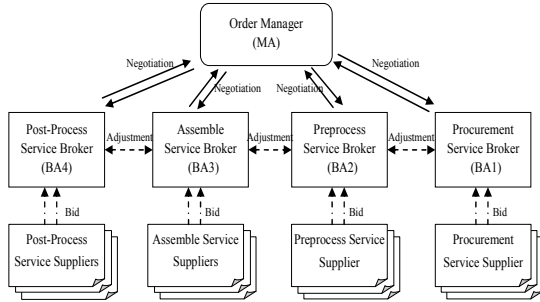 Order Manager
(MA)
Negotiation
Negotiation
Negotiation
Negotiation
Post-Process
Service Broker
(BA4)
Adjustment
Assemble
Service Broker
(BA3)
Adjustment
Preprocess
Service Broker
(BA2)
Adjustment
Procurement
Service Broker
(BA1)
Bid
Bid
Bid
Bid
Post-Process
Service Suppliers
Assemble Service
Suppliers
Preprocess Service
Supplier
Procurement
Service Supplier